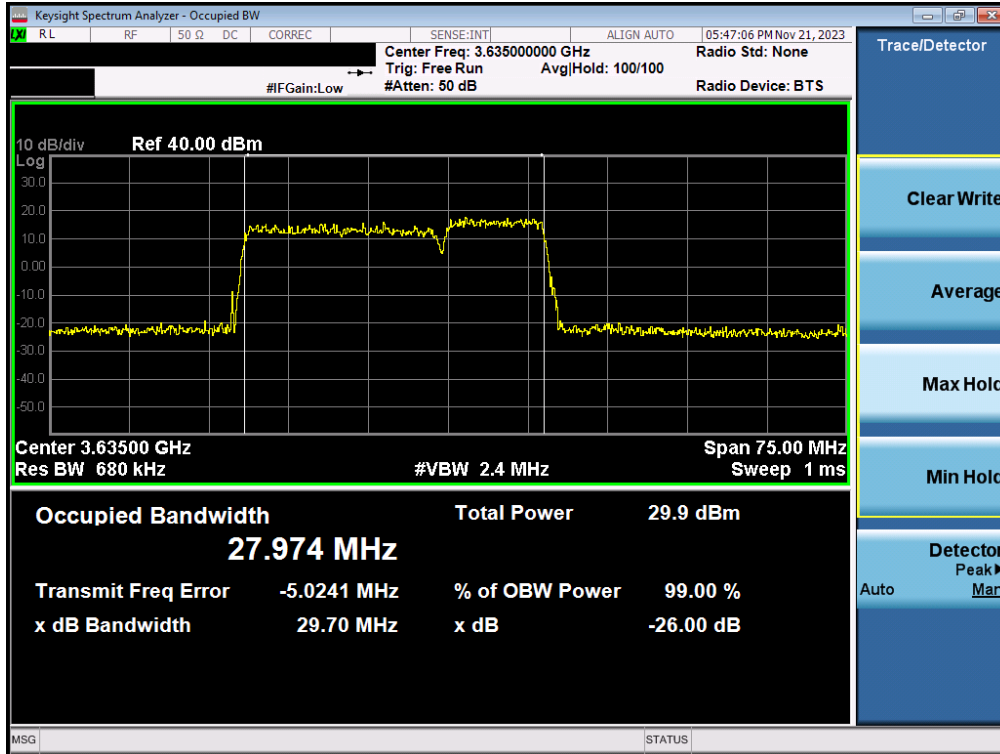 Keysight Spectrum Analyzer - Occupied BW
LXI RL RF 50 Ω DC CORREC SENSE:INT ALIGN AUTO 05:47:06 PM Nov 21, 2023
Center Freq: 3.635000000 GHz Radio Std: None
Trig: Free Run Avg|Hold: 100/100
#IFGain:Low #Atten: 50 dB Radio Device: BTS
Trace/Detector
10 dB/div Ref 40.00 dBm
Log
30.0
20.0
10.0
0.00
-10.0
-20.0
-30.0
-40.0
-50.0
Center 3.63500 GHz Span 75.00 MHz
Res BW 680 kHz #VBW 2.4 MHz Sweep 1 ms
Occupied Bandwidth Total Power 29.9 dBm
27.974 MHz
Transmit Freq Error -5.0241 MHz % of OBW Power 99.00 %
x dB Bandwidth 29.70 MHz x dB -26.00 dB
Clear Write
Average
Max Hold
Min Hold
Detector
Peak
Auto Man
MSG STATUS